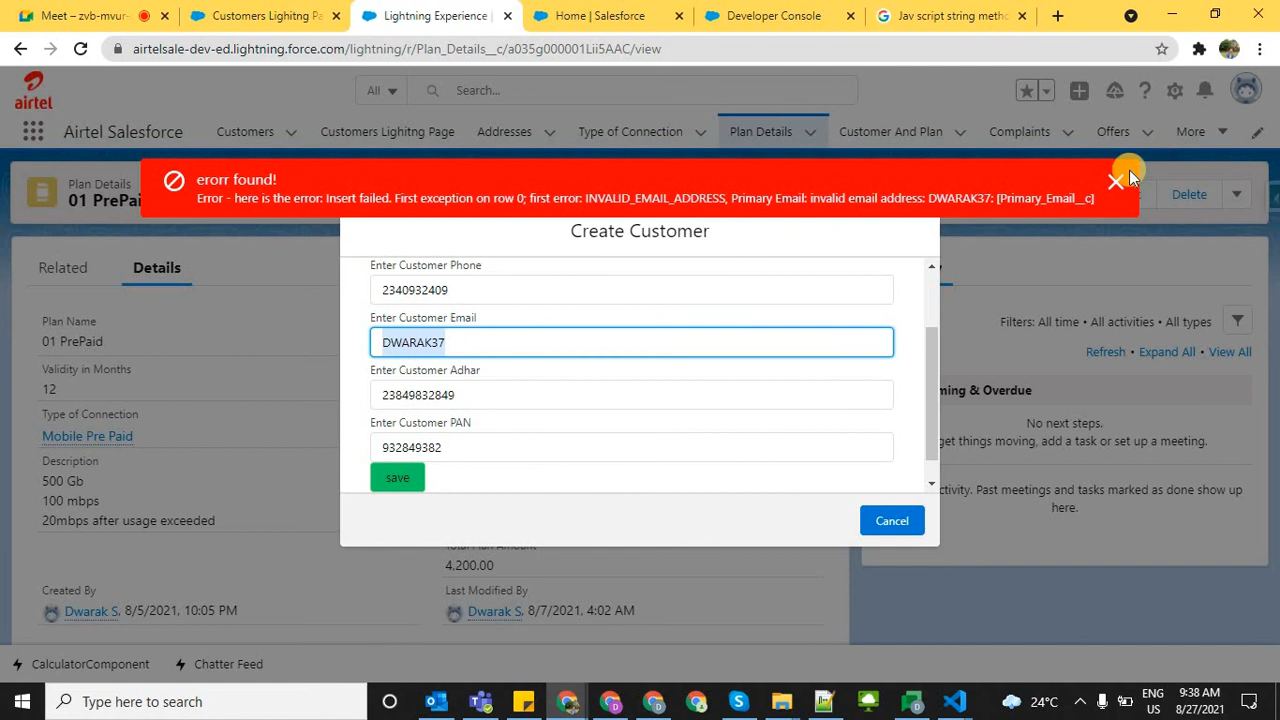 Meet – zvb-mvur-
Customers Lighitng Pa
Lightning Experience
Home | Salesforce
Developer Console
Jav script string metho
airtelsale-dev-ed.lightning.force.com/lightning/r/Plan_Details__c/a035g000001Lii5AAC/view
airtel
All
Search...
Airtel Salesforce
Customers
Customers Lighitng Page
Addresses
Type of Connection
Plan Details
Customer And Plan
Complaints
Offers
More
erorr found!
Error - here is the error: Insert failed. First exception on row 0; first error: INVALID_EMAIL_ADDRESS, Primary Email: invalid email address: DWARAK37: [Primary_Email__c]
Plan Details
01 PrePai
Delete
Create Customer
Related
Details
Enter Customer Phone
2340932409
Enter Customer Email
DWARAK37
Enter Customer Adhar
23849832849
Enter Customer PAN
932849382
save
Cancel
Plan Name
01 PrePaid
Validity in Months
12
Type of Connection
Mobile Pre Paid
Description
500 Gb
100 mbps
20mbps after usage exceeded
4,200.00
Created By
Dwarak S, 8/5/2021, 10:05 PM
Last Modified By
Dwarak S, 8/7/2021, 4:02 AM
Filters: All time • All activities • All types
Refresh • Expand All • View All
ming & Overdue
No next steps.
get things moving, add a task or set up a meeting.
ctivity. Past meetings and tasks marked as done show up
here.
CalculatorComponent
Chatter Feed
Type here to search
24°C
ENG
US
9:38 AM
8/27/2021